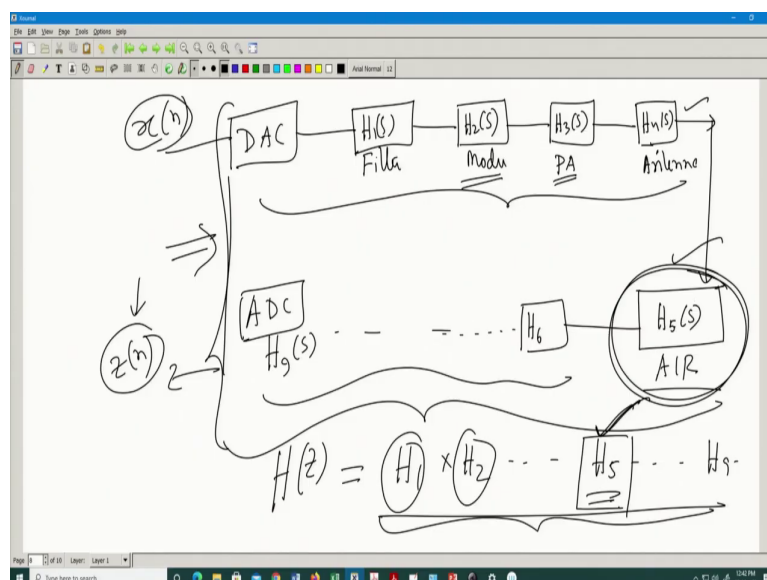 Journal
File Edit View Page Tools Options Help
Arial Normal 12
x(n)
DAC
H1(S)
H2(S)
H3(S)
H4(S)
Filter
Modu
PA
Antenna
ADC
H9(S)
H6
H5(S)
AIR
z(n)
H(z) = H1 × H2 - - - H5 - - - H9
Page 8 of 10 Layer: Layer 1
Type here to search
12:42 PM